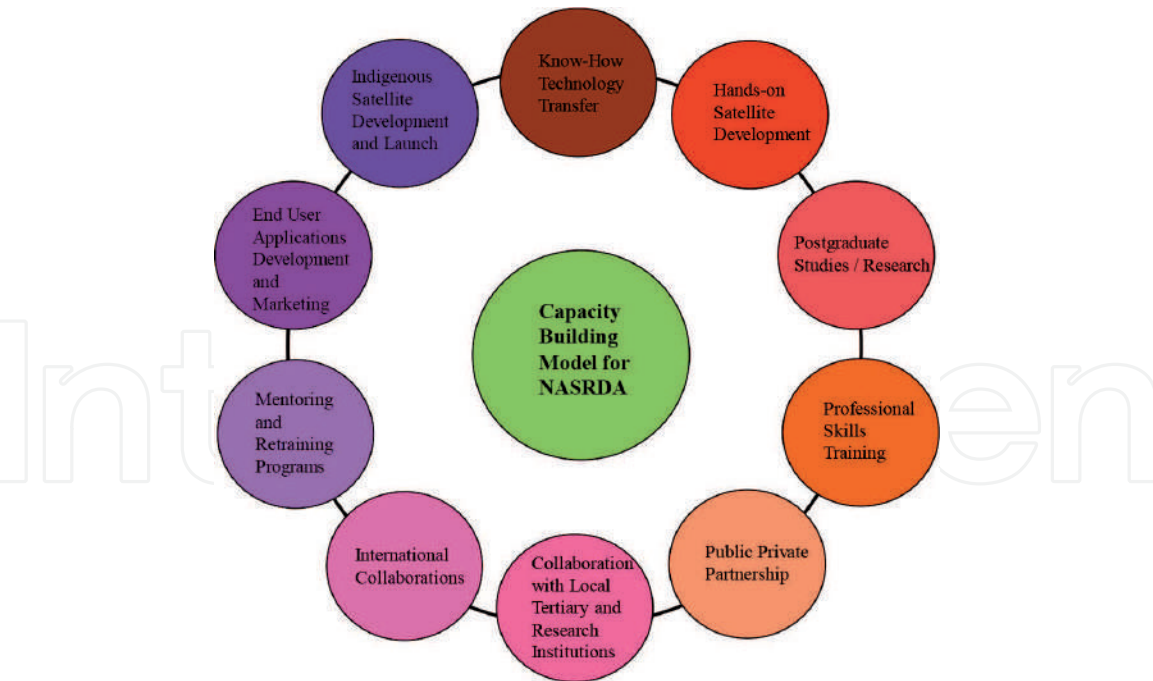 Know-How
Technology
Transfer
Hands-on
Satellite
Development
Postgraduate
Studies / Research
Professional
Skills
Training
Public Private
Partnership
Collaboration
with Local
Tertiary and
Research
Institutions
International
Collaborations
Mentoring
and
Retraining
Programs
End User
Applications
Development
and
Marketing
Indigenous
Satellite
Development
and Launch
Capacity
Building
Model for
NASRDA